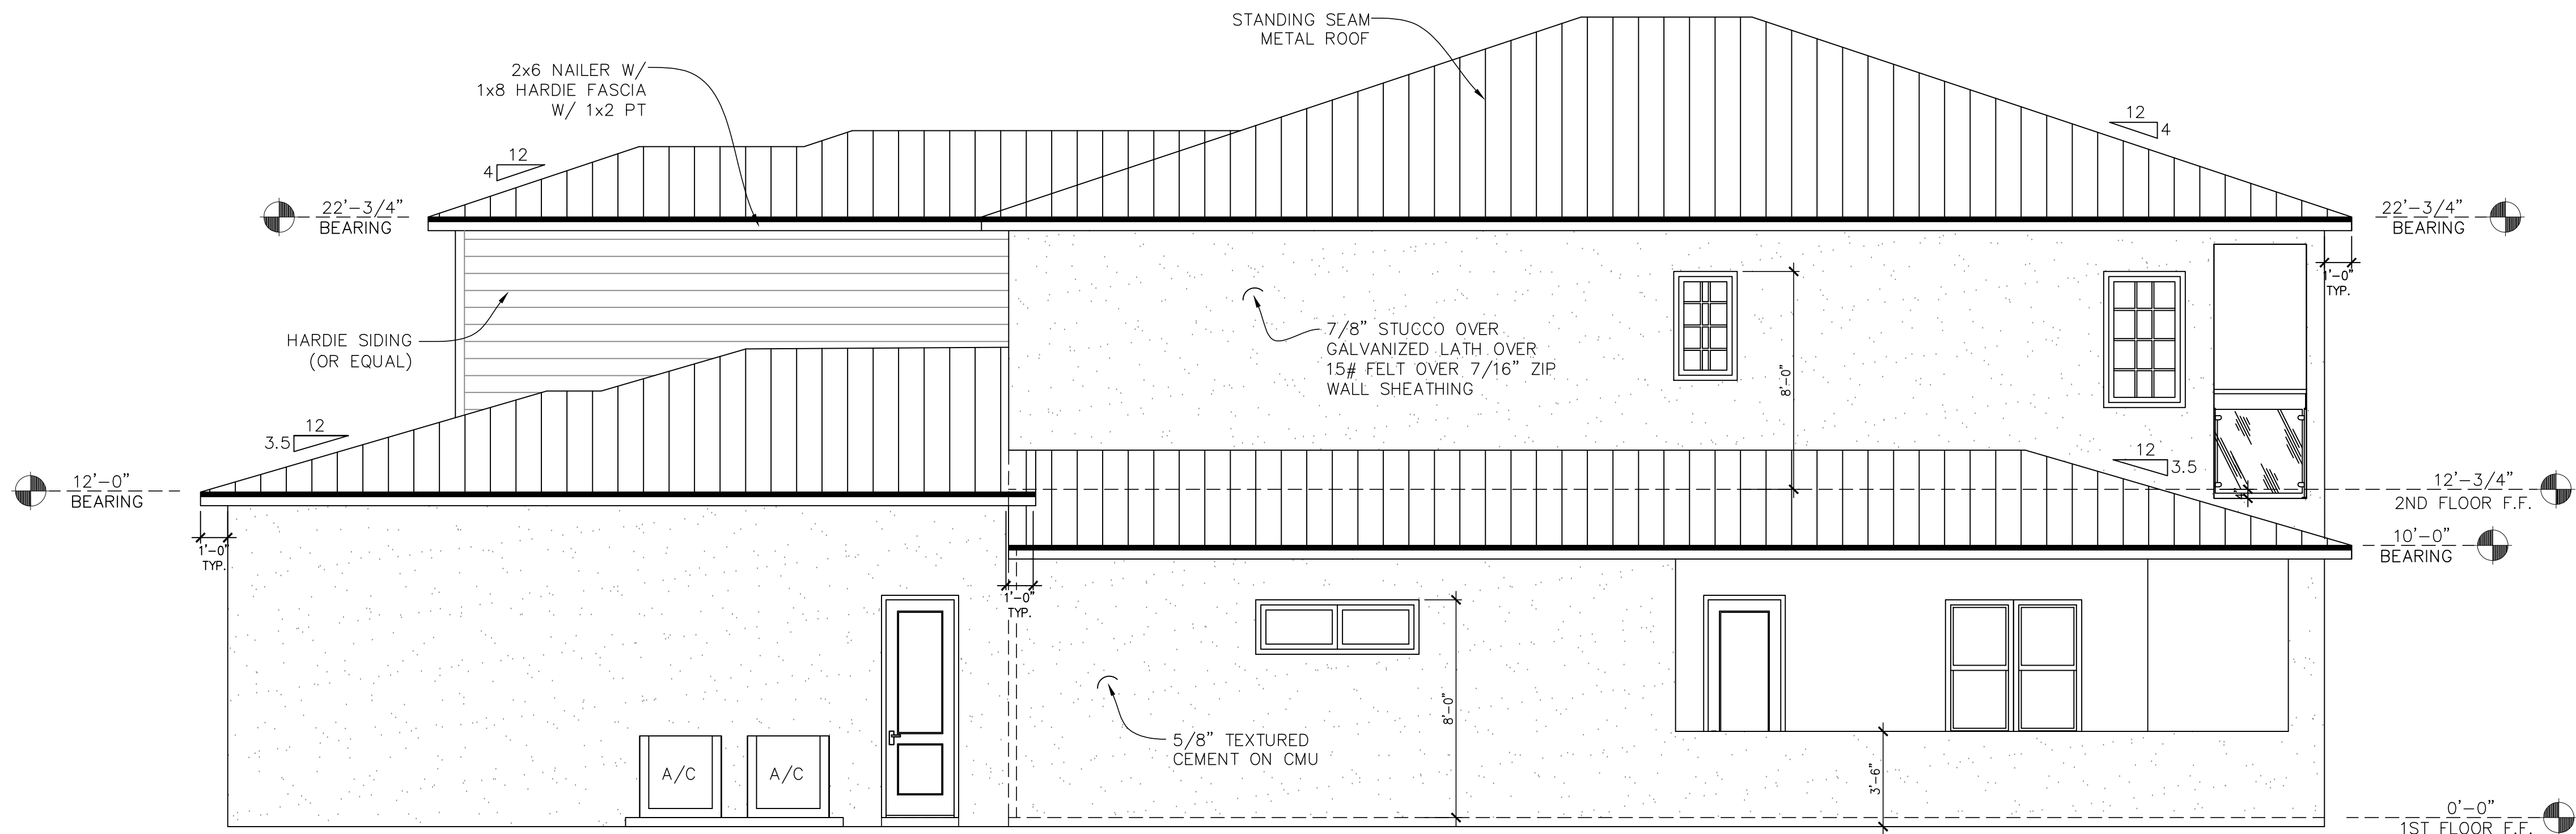 STANDING SEAM
METAL ROOF
2x6 NAILER W/
1x8 HARDIE FASCIA
W/ 1x2 PT
12
4
12
4
22'-3/4"
BEARING
22'-3/4"
BEARING
1'-0"
TYP.
HARDIE SIDING
(OR EQUAL)
7/8" STUCCO OVER
GALVANIZED LATH OVER
15# FELT OVER 7/16" ZIP
WALL SHEATHING
8'-0"
12
3.5
12
3.5
12'-0"
BEARING
12'-3/4"
2ND FLOOR F.F.
10'-0"
BEARING
1'-0"
TYP.
1'-0"
TYP.
8'-0"
5/8" TEXTURED
CEMENT ON CMU
A/C
A/C
3'-6"
0'-0"
1ST FLOOR F.F.